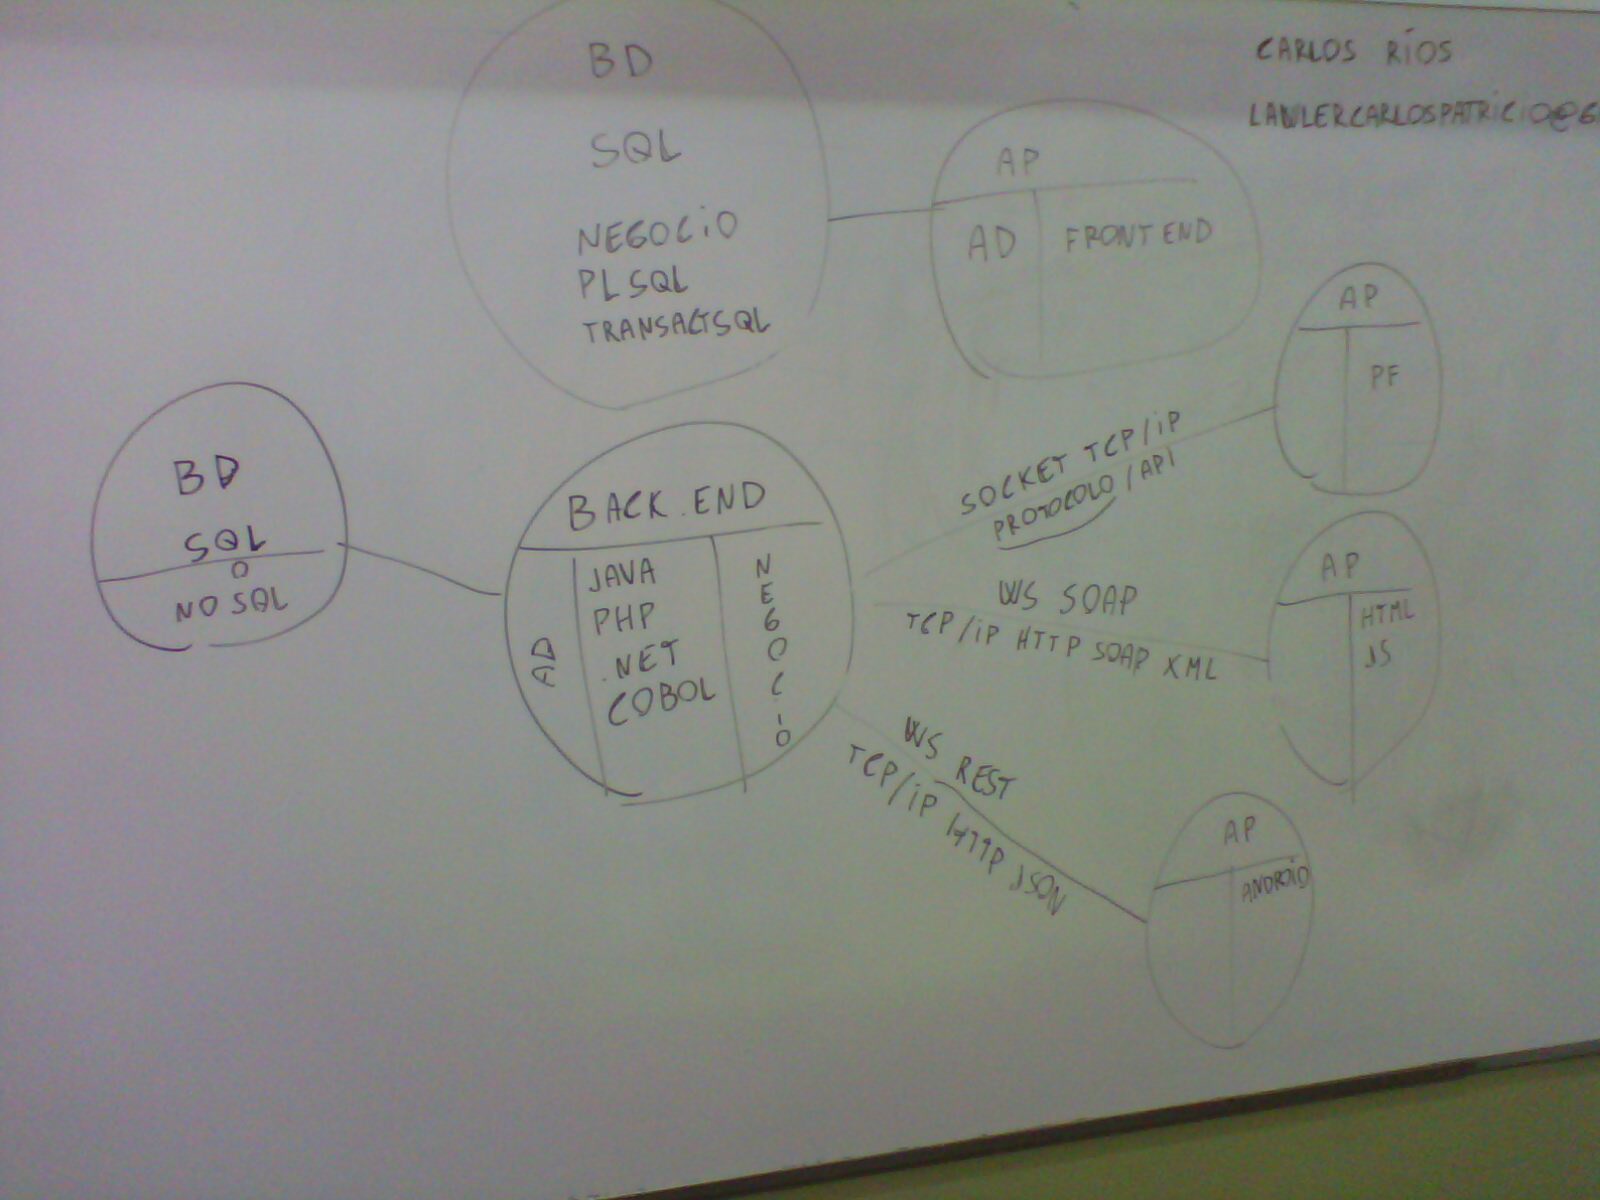 BD
SQL
NEGOCIO
PL SQL
TRANSACTSQL
CARLOS RÍOS
LAWLERCARLOSPATRICIO@G
AP
AD
FRONT END
AP
PF
BD
SQL
O
NO SQL
BACK.END
AD
JAVA
PHP
.NET
COBOL
NEGOCIO
SOCKET TCP/IP
PROTOCOLO/API
WS SOAP
TCP/IP HTTP SOAP XML
AP
HTML
JS
WS REST
TCP/IP HTTP JSON
AP
ANDROID